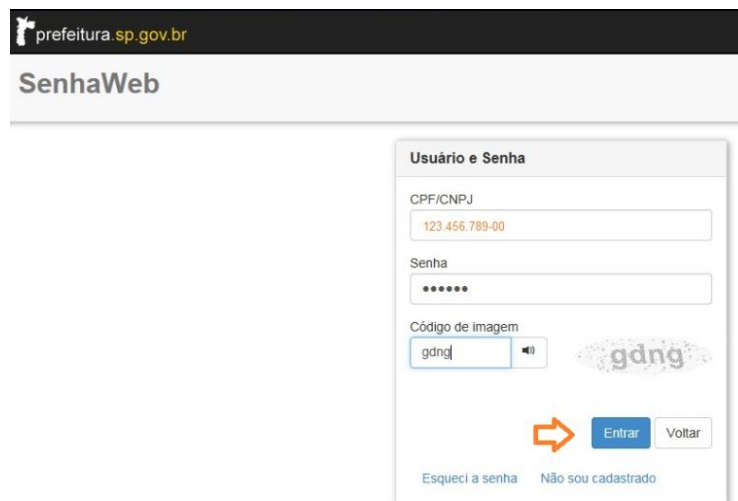 prefeitura.sp.gov.br
SenhaWeb
Usuário e Senha
CPF/CNPJ
123.456.789-00
Senha
••••••
Código de imagem
gdng
gdng
Entrar Voltar
Esqueci a senha Não sou cadastrado